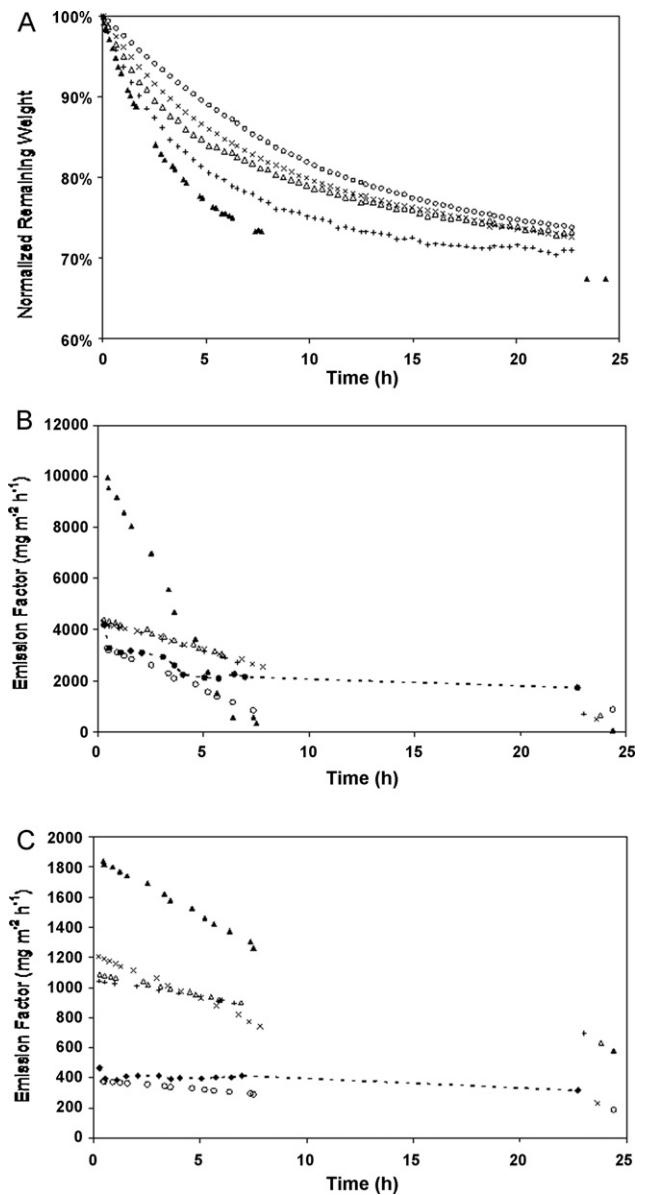 A
100%
90%
80%
70%
60%
Normalized Remaining Weight
0 5 10 15 20 25
Time (h)
B
12000
10000
8000
6000
4000
2000
0
Emission Factor (mg m-2 h-1)
0 5 10 15 20 25
Time (h)
C
2000
1800
1600
1400
1200
1000
800
600
400
200
0
Emission Factor (mg m-2 h-1)
0 5 10 15 20 25
Time (h)